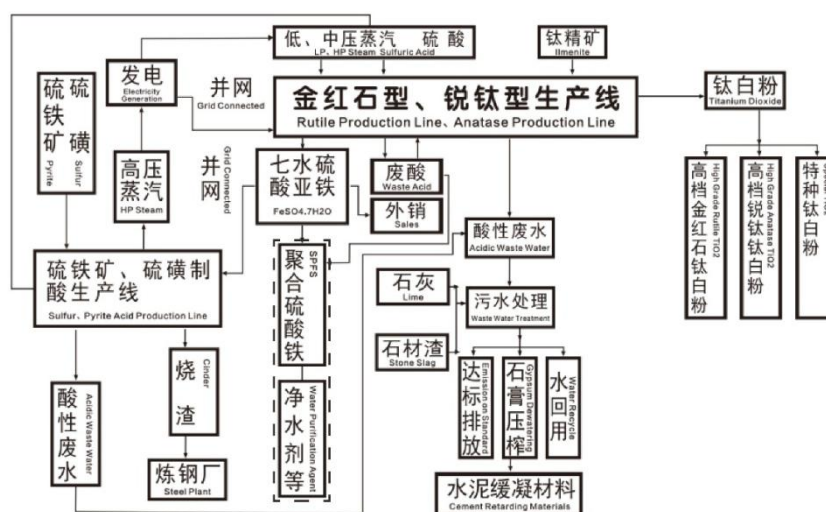 低、中压蒸汽 硫酸
LP、HP Steam Sulfuric Acid
钛精矿
Ilmenite
发电
Electricity
Generation
并网
Grid Connected
金红石型、锐钛型生产线
Rutile Production Line、Anatase Production Line
钛白粉
Titanium Dioxide
硫铁矿
Pyrite
硫磺
Sulfur
高压
蒸汽
HP Steam
并网
Grid Connected
七水硫
酸亚铁
FeSO4.7H2O
废酸
Waste Acid
外销
Sales
酸性废水
Acidic Waste Water
高档金红石钛白粉
High Grade Rutile TiO2
高档锐钛钛白粉
High Grade Anatase TiO2
特种钛白粉
硫铁矿、硫磺制
酸生产线
Sulfur、Pyrite Acid Production Line
聚合硫酸铁
SPFS
石灰
Lime
污水处理
Waste Water Treatment
石材渣
Stone Slag
烧渣
Cinder
酸性废水
Acidic Waste Water
净水剂等
Water Purification Agent
达标排放
Emission on Standard
石膏压榨
Gypsum Dewatering
水回用
Water Recycle
炼钢厂
Steel Plant
水泥缓凝材料
Cement Retarding Materials